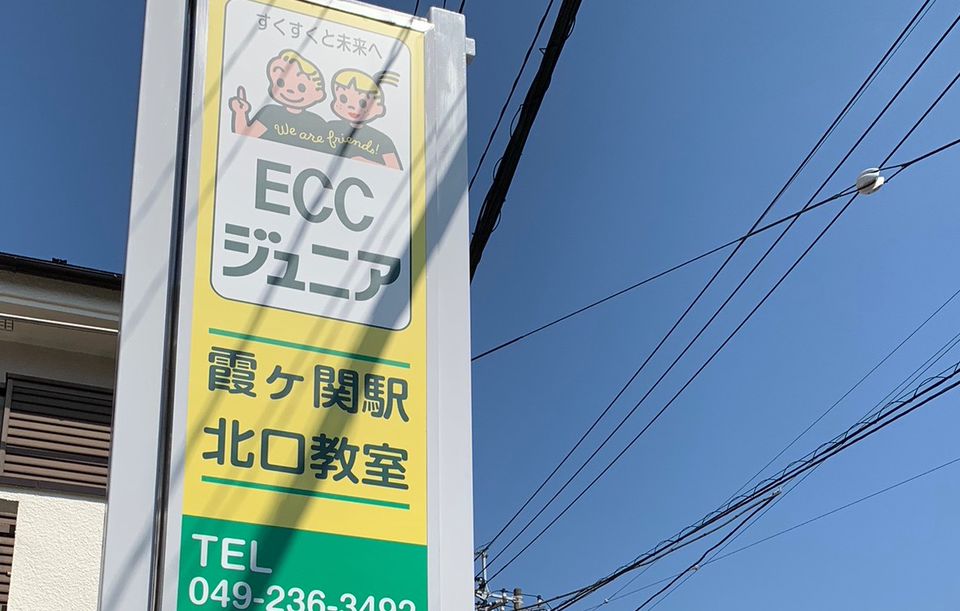 すくすくと未来へ
We are friends!
ECC
ジュニア
霞ヶ関駅
北口教室
TEL
049-236-3492